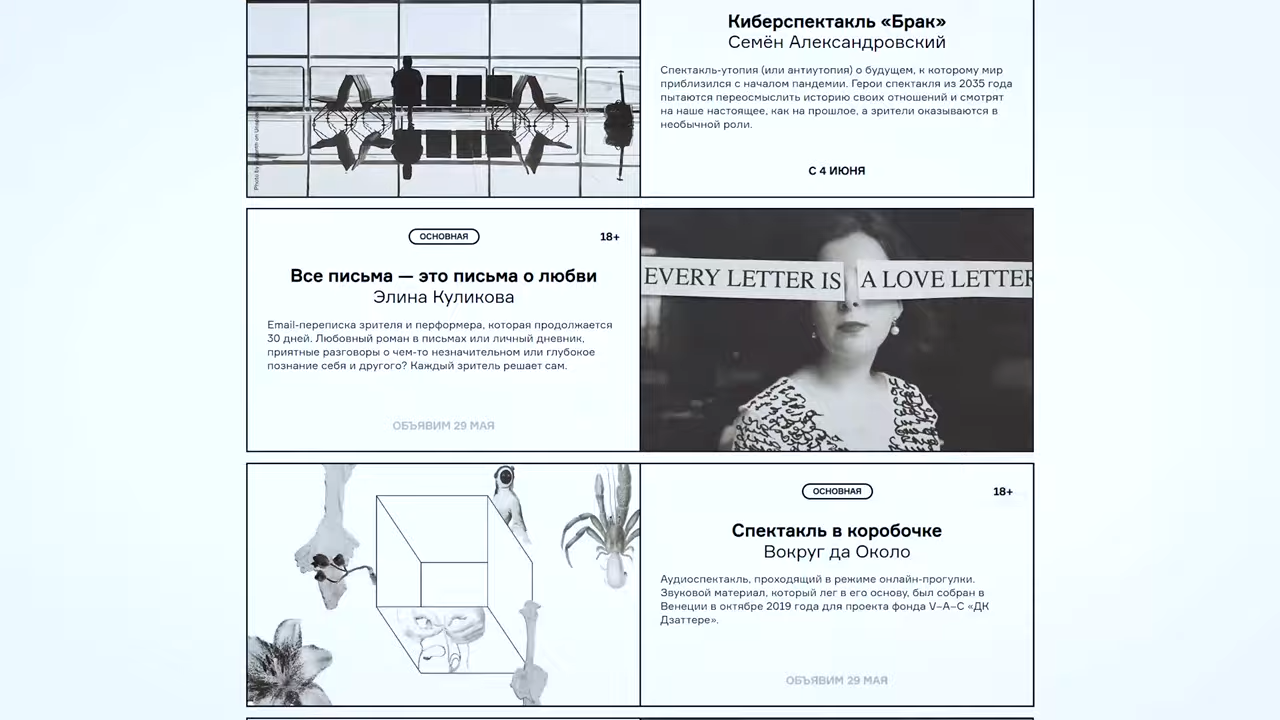 Киберспектакль «Брак»
Семён Александровский
Спектакль-утопия (или антиутопия) о будущем, к которому мир
приблизился с началом пандемии. Герои спектакля из 2035 года
пытаются переосмыслить историю своих отношений и смотрят
на наше настоящее, как на прошлое, а зрители оказываются в
необычной роли.
С 4 ИЮНЯ
ОСНОВНАЯ
18+
Все письма — это письма о любви
Элина Куликова
Email-переписка зрителя и перформера, которая продолжается
30 дней. Любовный роман в письмах или личный дневник,
приятные разговоры о чем-то незначительном или глубокое
познание себя и другого? Каждый зритель решает сам.
ОБЪЯВИМ 29 МАЯ
EVERY LETTER IS A LOVE LETTER
ОСНОВНАЯ
18+
Спектакль в коробочке
Вокруг да Около
Аудиоспектакль, проходящий в режиме онлайн-прогулки.
Звуковой материал, который лег в его основу, был собран в
Венеции в октябре 2019 года для проекта фонда V–A–C «ДК
Дзаттере».
ОБЪЯВИМ 29 МАЯ